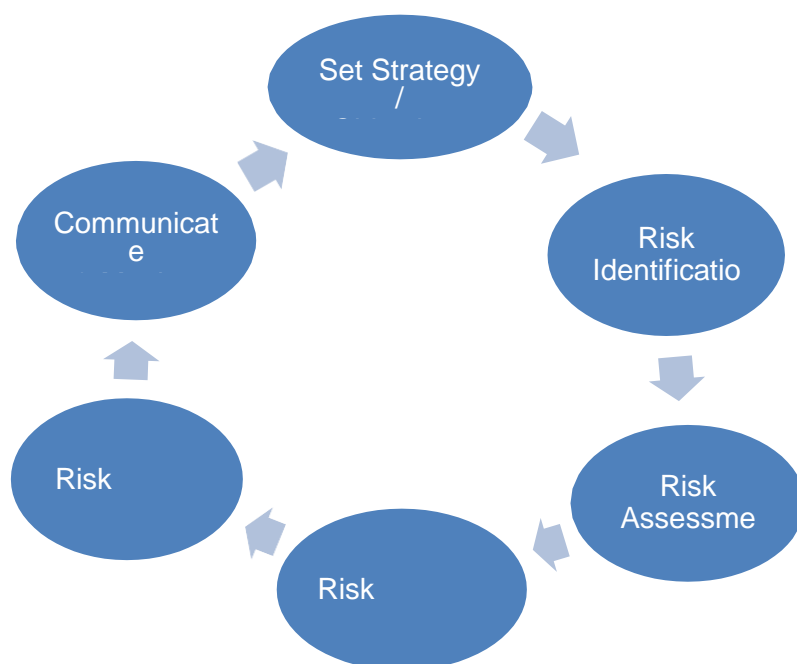 Set Strategy
/
Risk
Identificatio
Risk
Assessme
Risk
Risk
Communicat
e